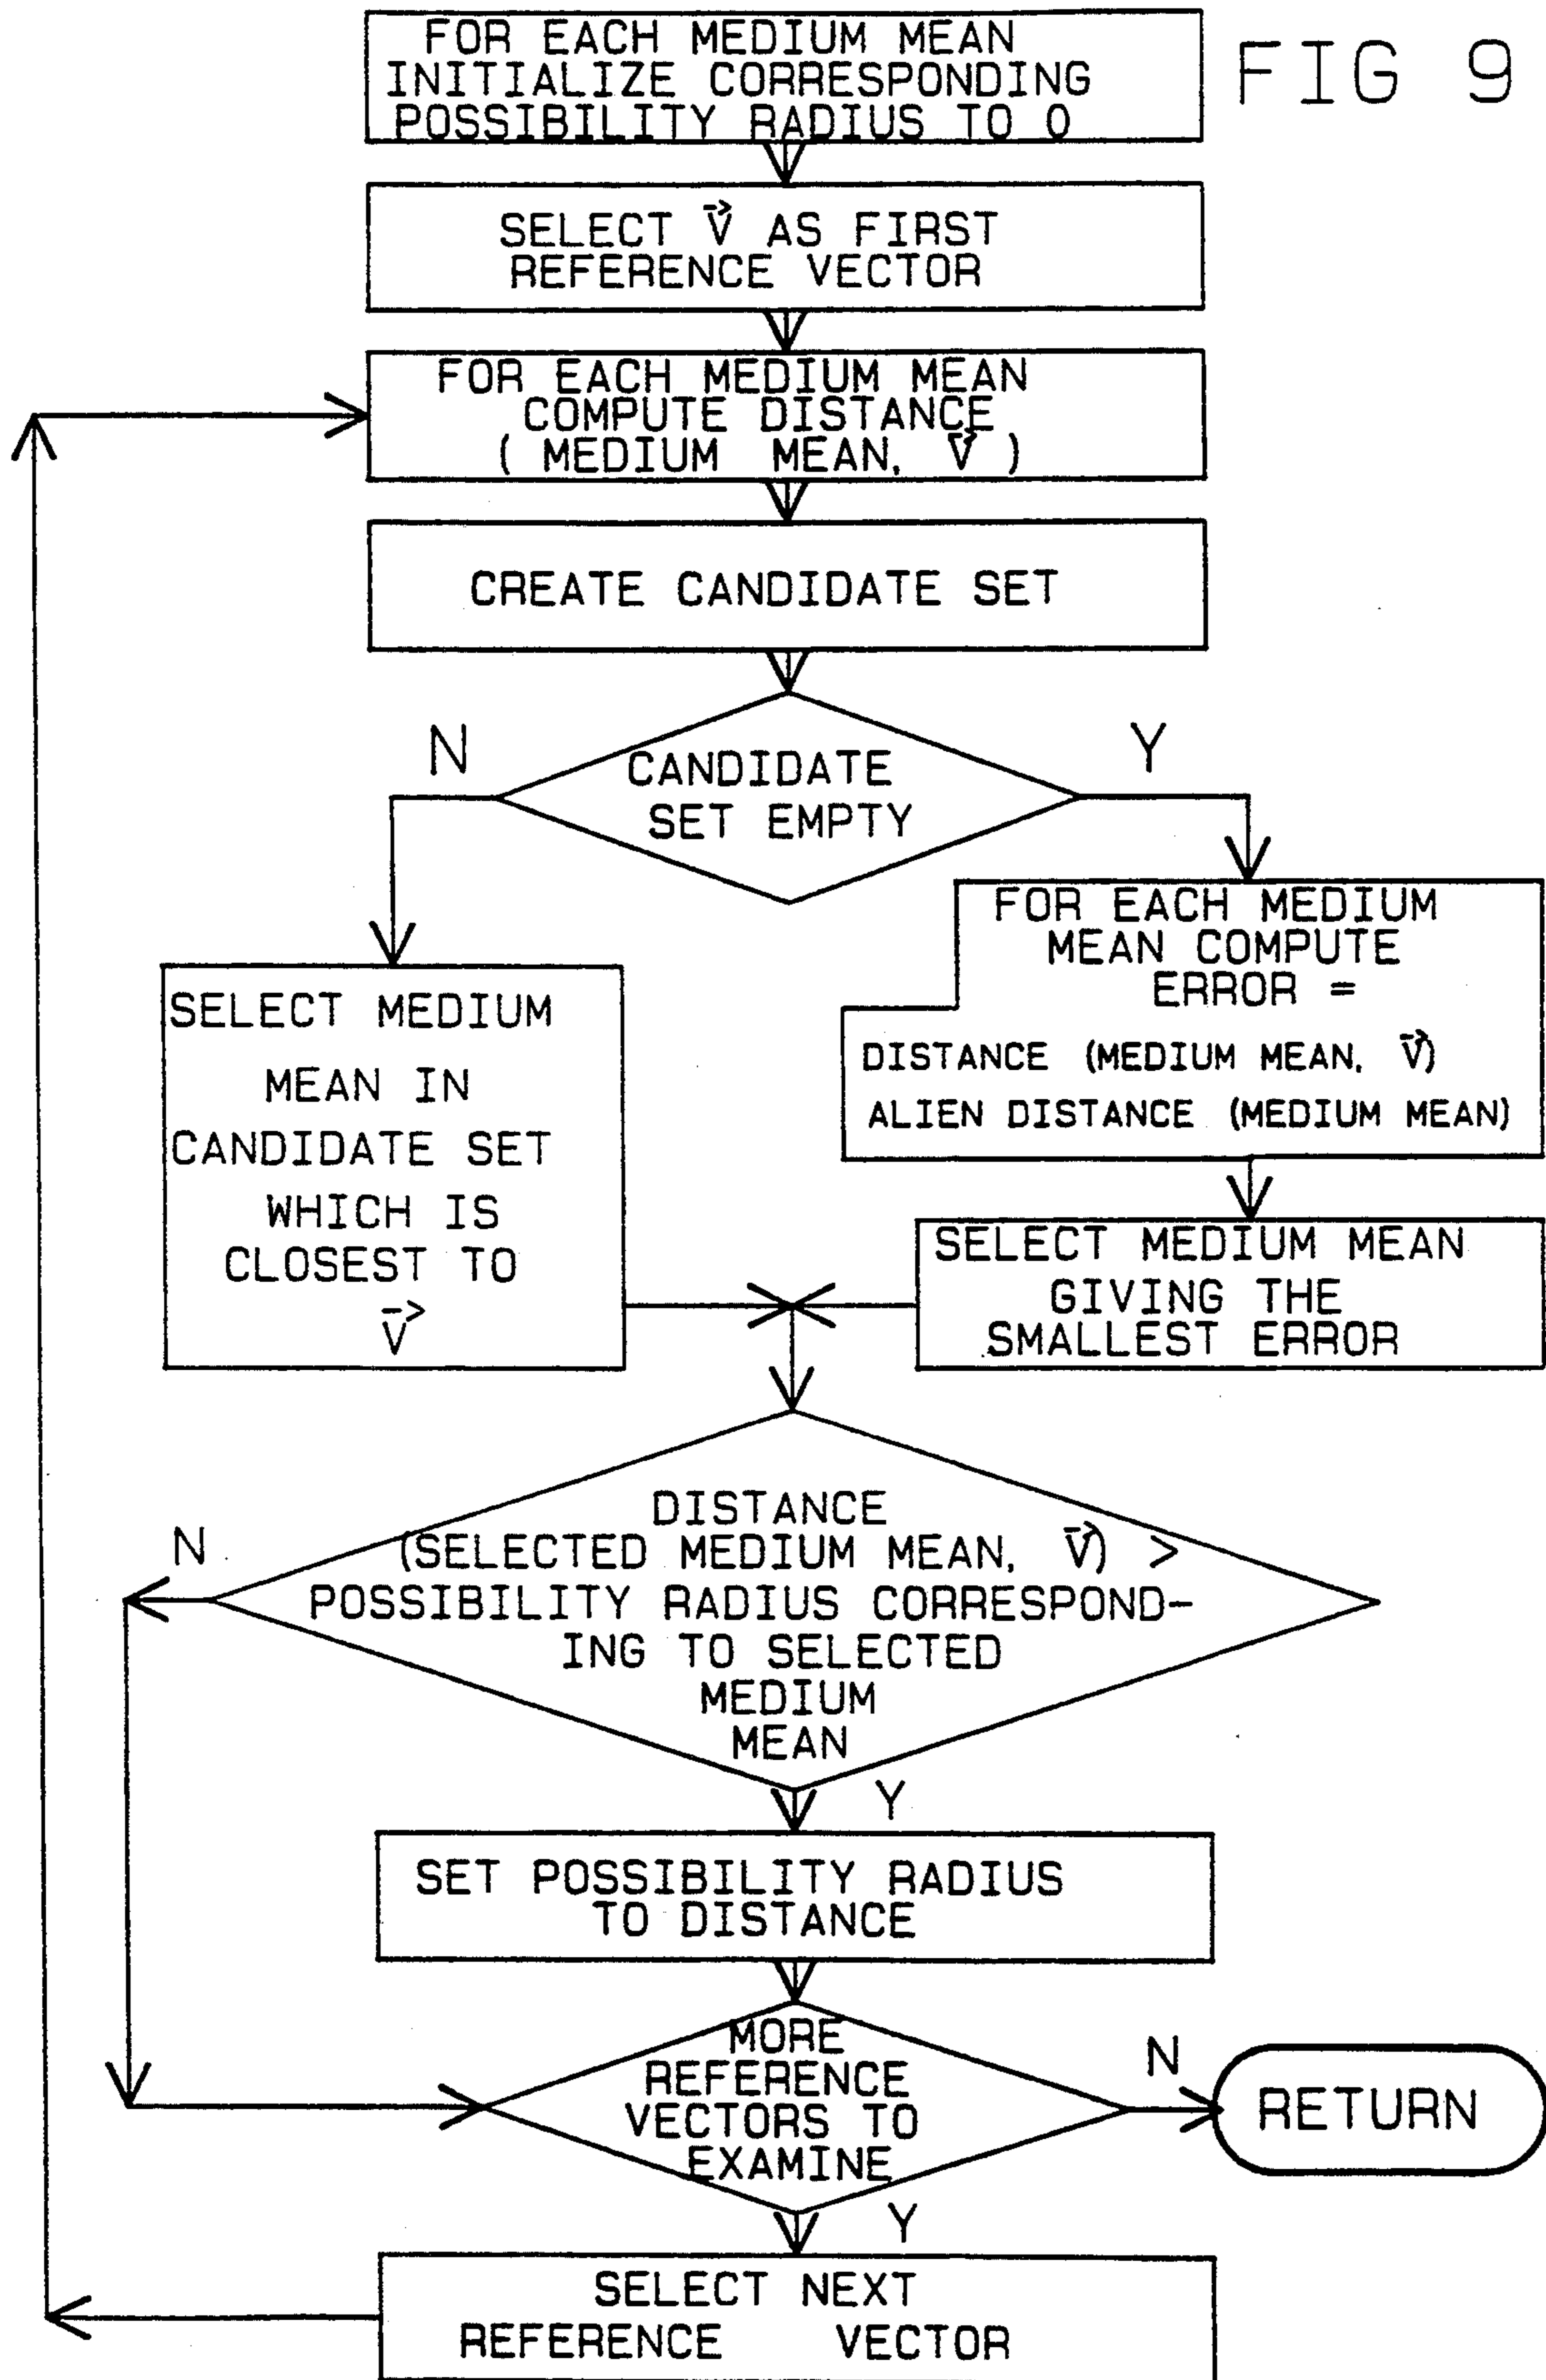 FOR EACH MEDIUM MEAN
INITIALIZE CORRESPONDING
POSSIBILITY RADIUS TO 0
FIG 9
SELECT V⃗ AS FIRST
REFERENCE VECTOR
FOR EACH MEDIUM MEAN
COMPUTE DISTANCE
( MEDIUM MEAN, V⃗ )
CREATE CANDIDATE SET
CANDIDATE
SET EMPTY
N
Y
SELECT MEDIUM
MEAN IN
CANDIDATE SET
WHICH IS
CLOSEST TO
V⃗
FOR EACH MEDIUM
MEAN COMPUTE
ERROR =
DISTANCE (MEDIUM MEAN, V⃗)
ALIEN DISTANCE (MEDIUM MEAN)
SELECT MEDIUM MEAN
GIVING THE
SMALLEST ERROR
DISTANCE
(SELECTED MEDIUM MEAN, V⃗) >
POSSIBILITY RADIUS CORRESPOND-
ING TO SELECTED
MEDIUM
MEAN
N
Y
SET POSSIBILITY RADIUS
TO DISTANCE
MORE
REFERENCE
VECTORS TO
EXAMINE
N
RETURN
Y
SELECT NEXT
REFERENCE VECTOR